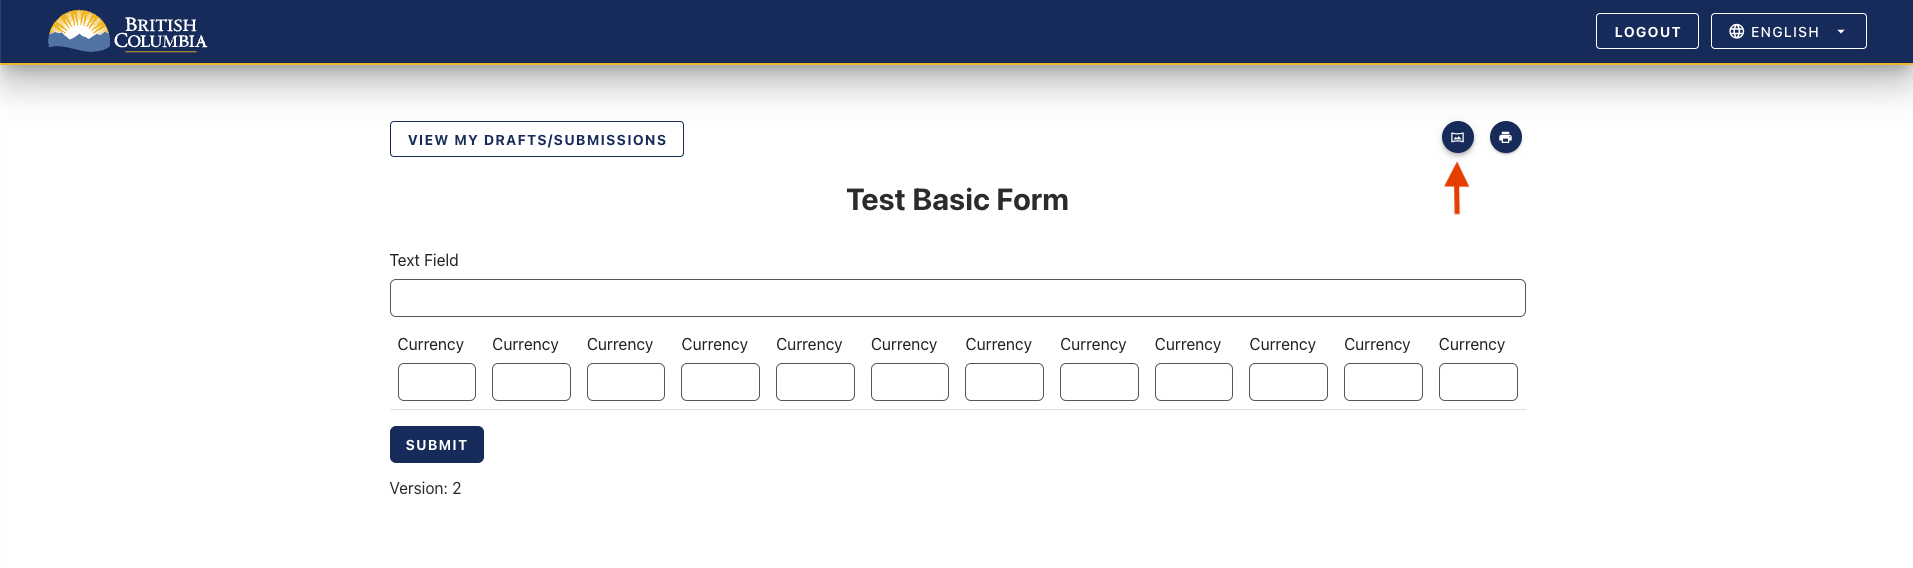 BRITISH
COLUMBIA
LOGOUT
ENGLISH
VIEW MY DRAFTS/SUBMISSIONS
Test Basic Form
Text Field
Currency Currency Currency Currency Currency Currency Currency Currency Currency Currency Currency Currency
SUBMIT
Version: 2